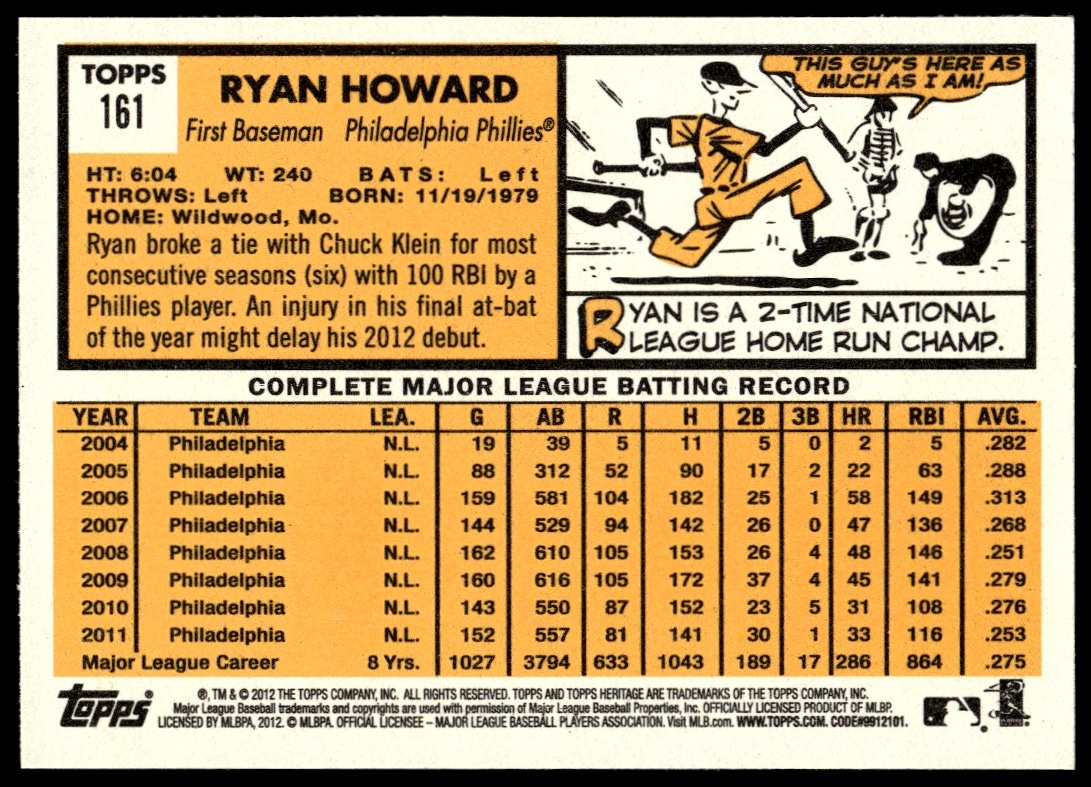 TOPPS
161
RYAN HOWARD
First Baseman Philadelphia Phillies®
HT: 6:04 WT: 240 BATS: Left
THROWS: Left BORN: 11/19/1979
HOME: Wildwood, Mo.
Ryan broke a tie with Chuck Klein for most
consecutive seasons (six) with 100 RBI by a
Phillies player. An injury in his final at-bat
of the year might delay his 2012 debut.
THIS GUY'S HERE AS
MUCH AS I AM!
RYAN IS A 2-TIME NATIONAL
LEAGUE HOME RUN CHAMP.
COMPLETE MAJOR LEAGUE BATTING RECORD
YEAR TEAM LEA. G AB R H 2B 3B HR RBI AVG.
2004 Philadelphia N.L. 19 39 5 11 5 0 2 5 .282
2005 Philadelphia N.L. 88 312 52 90 17 2 22 63 .288
2006 Philadelphia N.L. 159 581 104 182 25 1 58 149 .313
2007 Philadelphia N.L. 144 529 94 142 26 0 47 136 .268
2008 Philadelphia N.L. 162 610 105 153 26 4 48 146 .251
2009 Philadelphia N.L. 160 616 105 172 37 4 45 141 .279
2010 Philadelphia N.L. 143 550 87 152 23 5 31 108 .276
2011 Philadelphia N.L. 152 557 81 141 30 1 33 116 .253
Major League Career 8 Yrs. 1027 3794 633 1043 189 17 286 864 .275
topps®
®, TM & © 2012 THE TOPPS COMPANY, INC. ALL RIGHTS RESERVED. TOPPS AND TOPPS HERITAGE ARE TRADEMARKS OF THE TOPPS COMPANY, INC.
Major League Baseball trademarks and copyrights are used with permission of Major League Baseball Properties, Inc. OFFICIALLY LICENSED PRODUCT OF MLBP.
LICENSED BY MLBPA, 2012. © MLBPA. OFFICIAL LICENSEE – MAJOR LEAGUE BASEBALL PLAYERS ASSOCIATION. Visit MLB.com. WWW.TOPPS.COM. CODE#9912101.